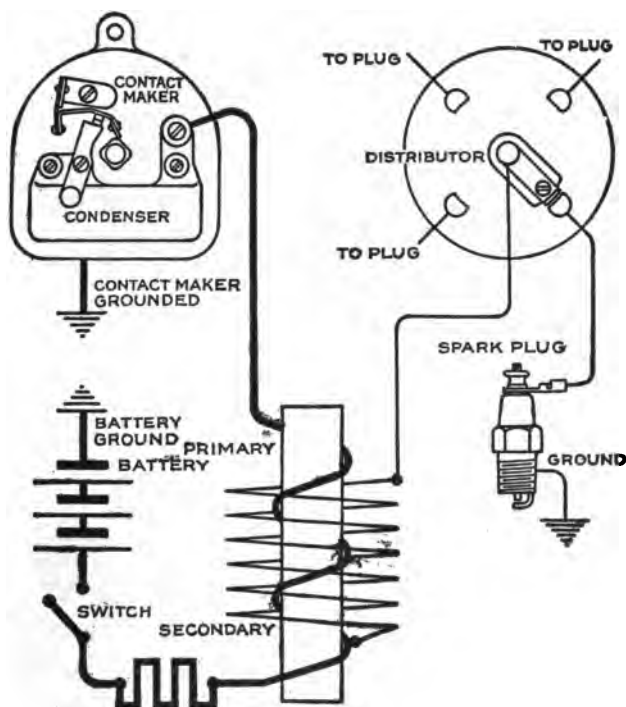 CONTACT
MAKER
CONDENSER
CONTACT MAKER
GROUNDED
TO PLUG
TO PLUG
DISTRIBUTOR
TO PLUG
SPARK PLUG
GROUND
BATTERY
GROUND
BATTERY
PRIMARY
SWITCH
SECONDARY